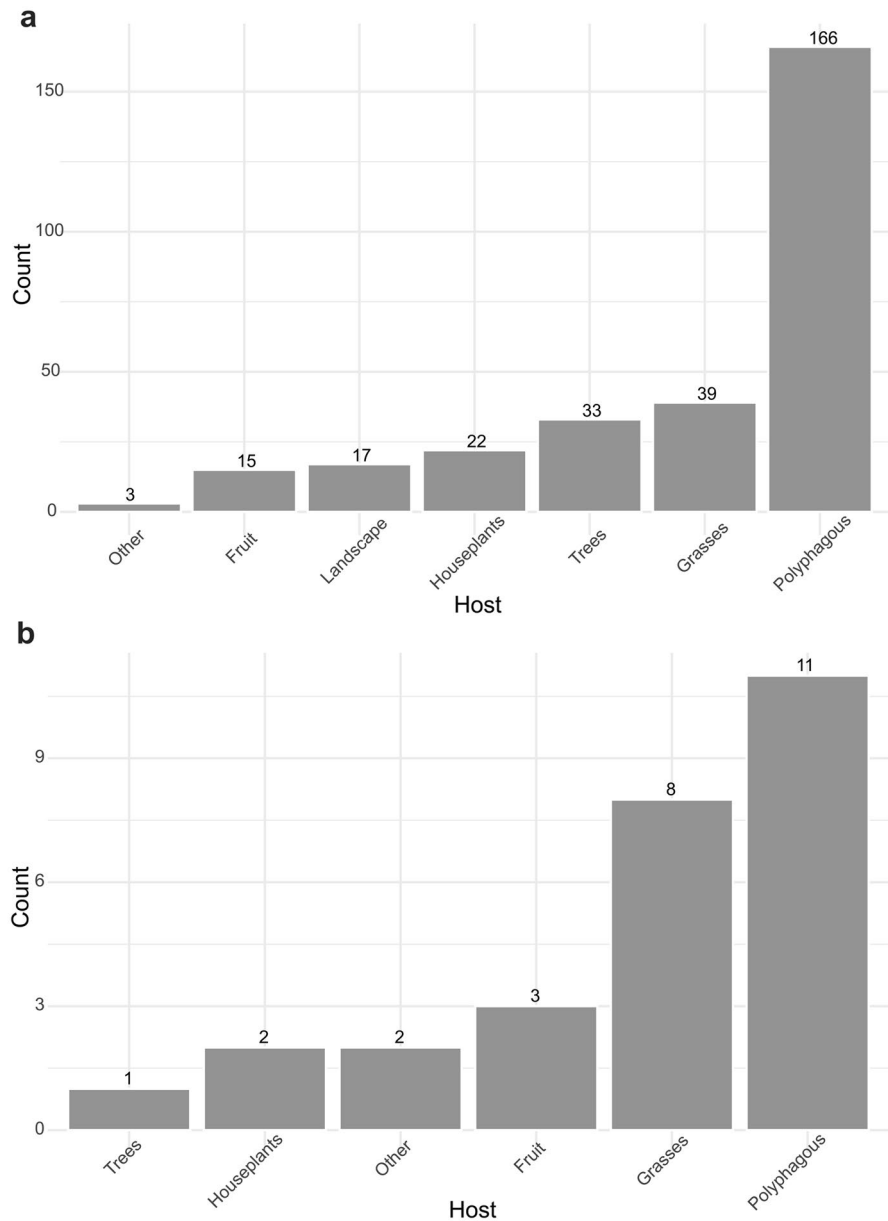 a
166
150
100
Count
50
39
33
22
17
15
3
0
Other Fruit Landscape Houseplants Trees Grasses Polyphagous
Host
b
11
9
8
6
Count
3
3
2 2
1
0
Trees Houseplants Other Fruit Grasses Polyphagous
Host